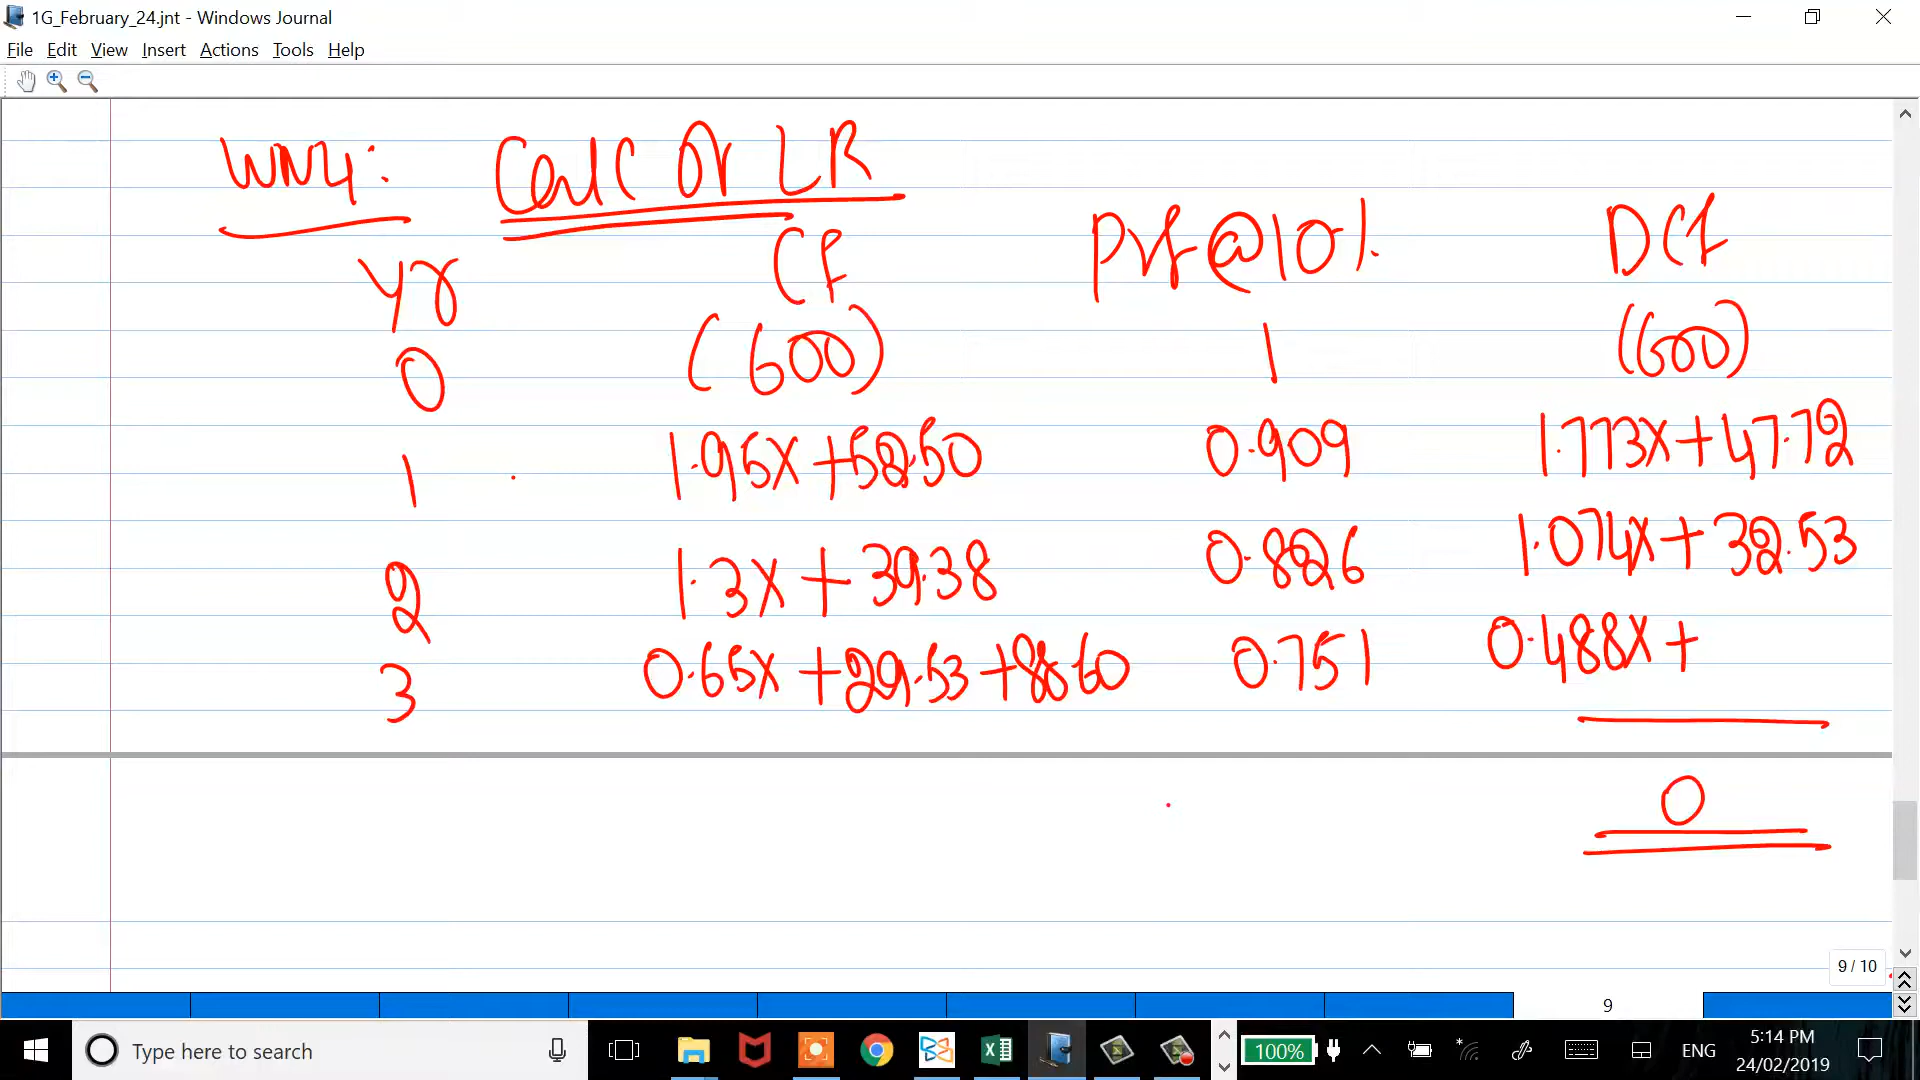 1G_February_24.jnt - Windows Journal
File Edit View Insert Actions Tools Help
WN4: Calc Of LR
Yr CF PVf@10% DCf
0 (600) 1 (600)
1 1.95X+58.50 0.909 1.773X+47.72
2 1.3X+39.38 0.826 1.074X+32.53
3 0.65X+29.53+88.60 0.751 0.488X+
0
9 / 10
9
Type here to search
100% ENG 5:14 PM
24/02/2019